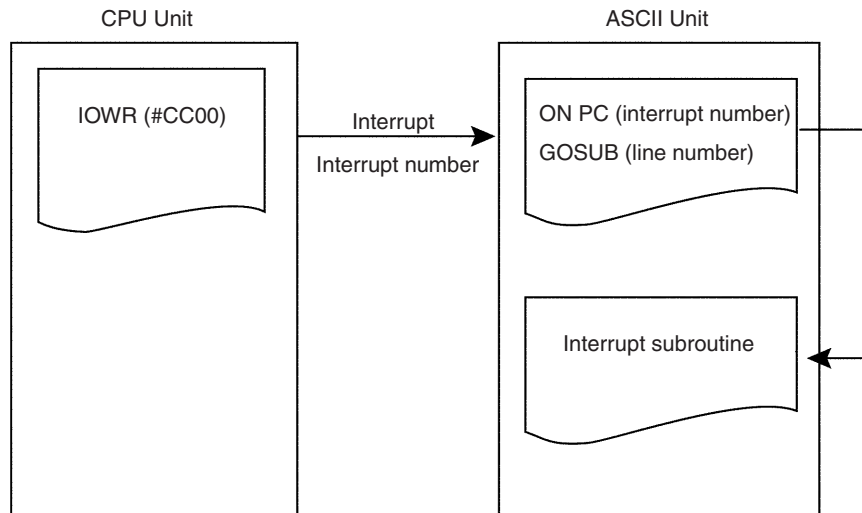 CPU Unit
ASCII Unit
IOWR (#CC00)
Interrupt
Interrupt number
ON PC (interrupt number)
GOSUB (line number)
Interrupt subroutine